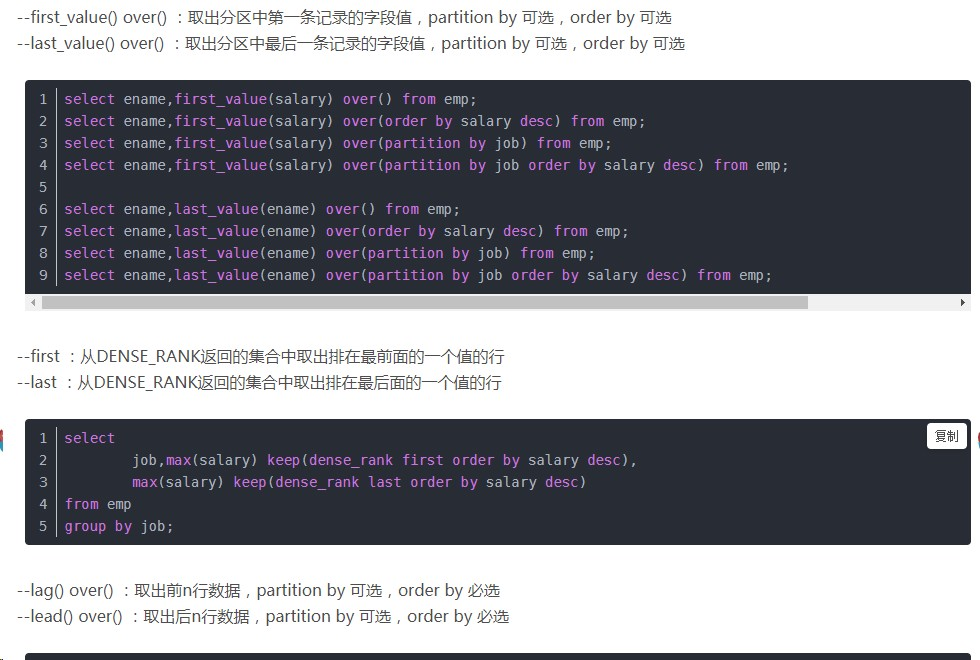 --first_value() over() ：取出分区中第一条记录的字段值，partition by 可选，order by 可选
--last_value() over() ：取出分区中最后一条记录的字段值，partition by 可选，order by 可选
1 select ename,first_value(salary) over() from emp;
2 select ename,first_value(salary) over(order by salary desc) from emp;
3 select ename,first_value(salary) over(partition by job) from emp;
4 select ename,first_value(salary) over(partition by job order by salary desc) from emp;
5
6 select ename,last_value(ename) over() from emp;
7 select ename,last_value(ename) over(order by salary desc) from emp;
8 select ename,last_value(ename) over(partition by job) from emp;
9 select ename,last_value(ename) over(partition by job order by salary desc) from emp;
--first ：从DENSE_RANK返回的集合中取出排在最前面的一个值的行
--last ：从DENSE_RANK返回的集合中取出排在最后面的一个值的行
复制
1 select
2 job,max(salary) keep(dense_rank first order by salary desc),
3 max(salary) keep(dense_rank last order by salary desc)
4 from emp
5 group by job;
--lag() over() ：取出前n行数据，partition by 可选，order by 必选
--lead() over() ：取出后n行数据，partition by 可选，order by 必选